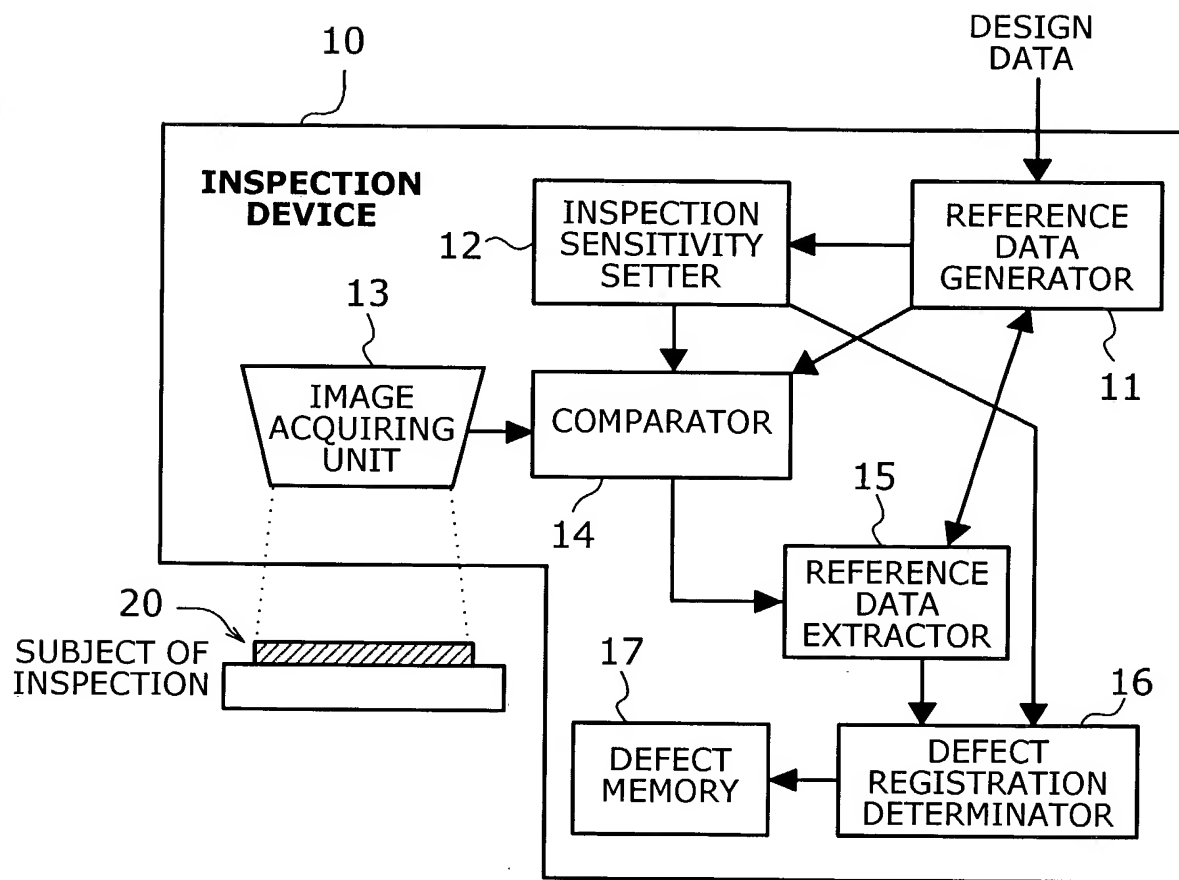 10
DESIGN
DATA
INSPECTION
DEVICE
12
INSPECTION
SENSITIVITY
SETTER
REFERENCE
DATA
GENERATOR
11
13
IMAGE
ACQUIRING
UNIT
COMPARATOR
14
15
REFERENCE
DATA
EXTRACTOR
20
SUBJECT OF
INSPECTION
17
DEFECT
MEMORY
16
DEFECT
REGISTRATION
DETERMINATOR